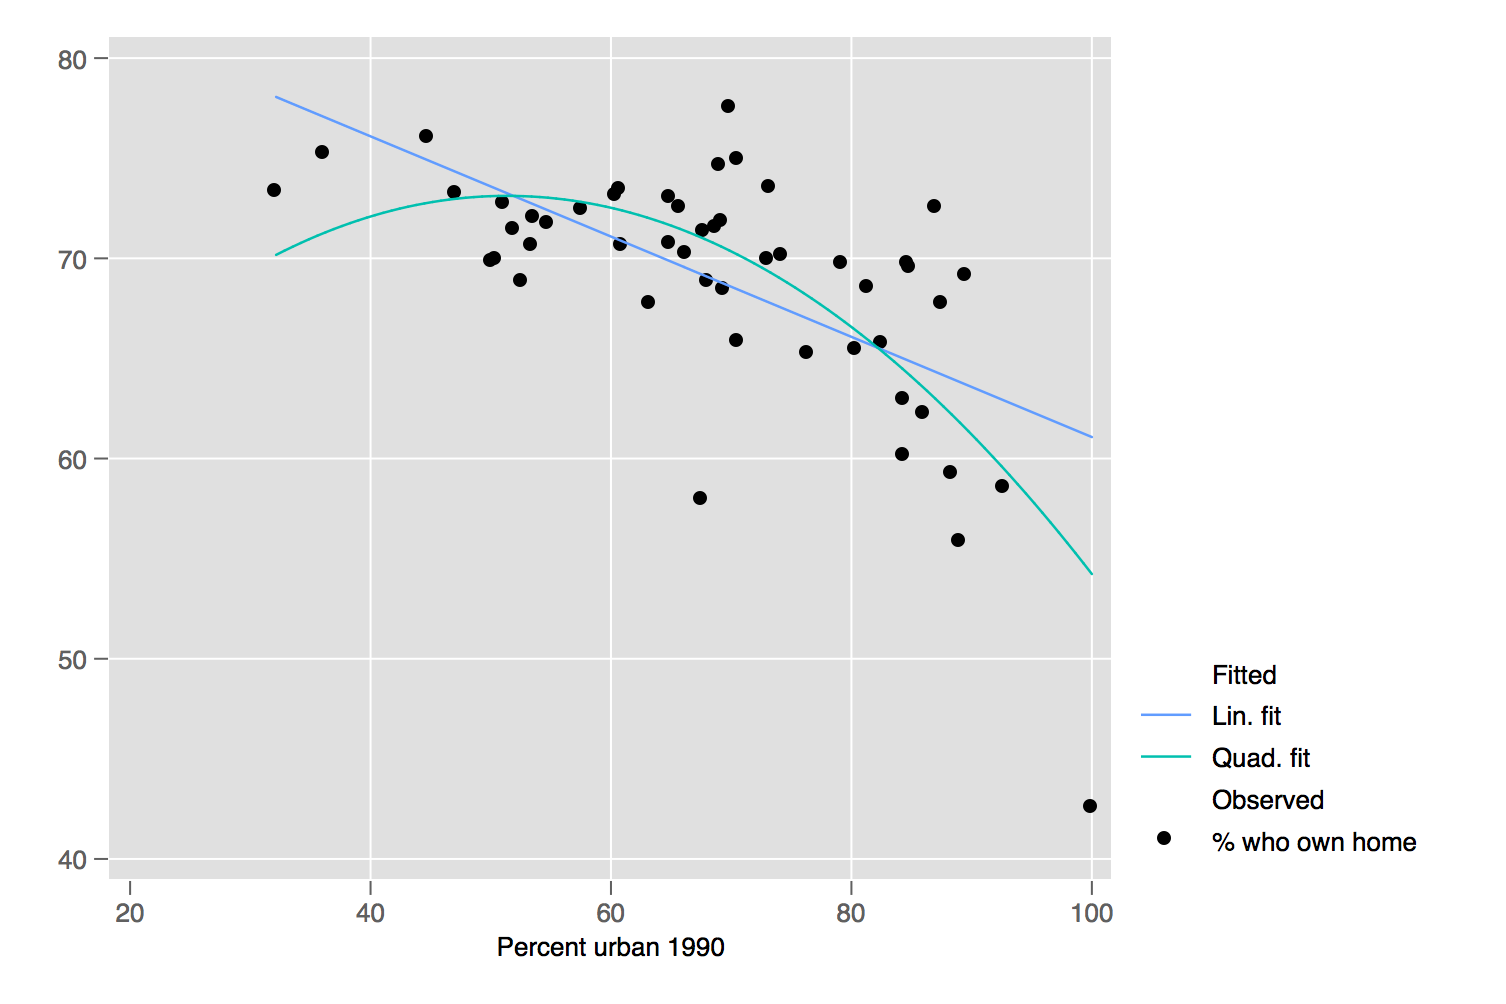 80
70
60
50
40
20 40 60 80 100
Percent urban 1990
Fitted
Lin. fit
Quad. fit
Observed
% who own home